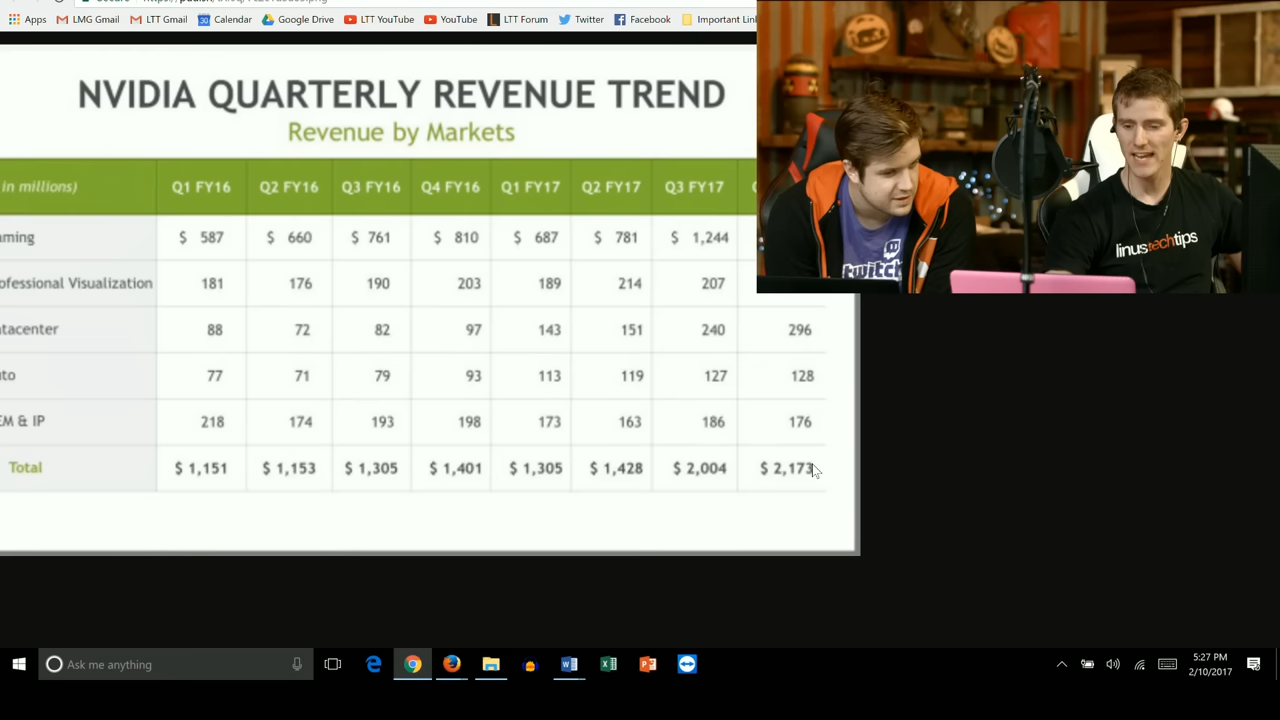 Apps LMG Gmail LTT Gmail Calendar Google Drive LTT YouTube YouTube LTT Forum Twitter Facebook Important Link
NVIDIA QUARTERLY REVENUE TREND
Revenue by Markets
in millions) Q1 FY16 Q2 FY16 Q3 FY16 Q4 FY16 Q1 FY17 Q2 FY17 Q3 FY17
aming $ 587 $ 660 $ 761 $ 810 $ 687 $ 781 $ 1,244
ofessional Visualization 181 176 190 203 189 214 207
atacenter 88 72 82 97 143 151 240 296
uto 77 71 79 93 113 119 127 128
EM & IP 218 174 193 198 173 163 186 176
Total $ 1,151 $ 1,153 $ 1,305 $ 1,401 $ 1,305 $ 1,428 $ 2,004 $ 2,173
twitch
linustechtips
Ask me anything
5:27 PM
2/10/2017